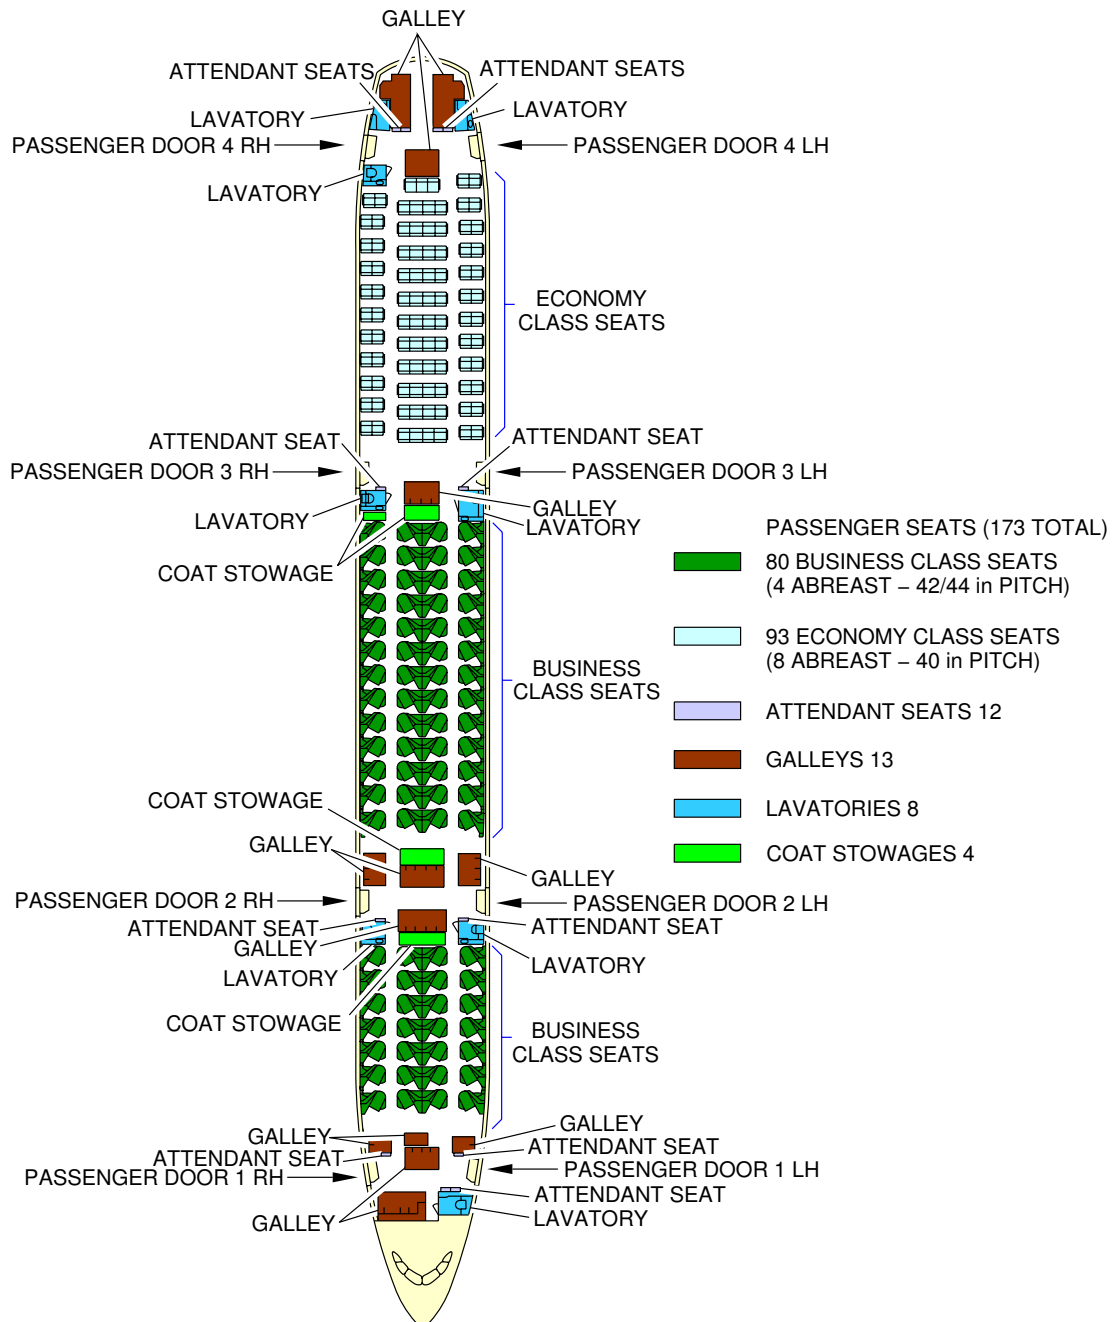 GALLEY
ATTENDANT SEATS
ATTENDANT SEATS
LAVATORY
LAVATORY
PASSENGER DOOR 4 RH
PASSENGER DOOR 4 LH
LAVATORY
ECONOMY
CLASS SEATS
ATTENDANT SEAT
ATTENDANT SEAT
PASSENGER DOOR 3 RH
PASSENGER DOOR 3 LH
GALLEY
LAVATORY
LAVATORY
COAT STOWAGE
PASSENGER SEATS (173 TOTAL)
80 BUSINESS CLASS SEATS
(4 ABREAST – 42/44 in PITCH)
93 ECONOMY CLASS SEATS
(8 ABREAST – 40 in PITCH)
BUSINESS
CLASS SEATS
ATTENDANT SEATS 12
GALLEYS 13
LAVATORIES 8
COAT STOWAGES 4
COAT STOWAGE
GALLEY
GALLEY
PASSENGER DOOR 2 RH
PASSENGER DOOR 2 LH
ATTENDANT SEAT
ATTENDANT SEAT
GALLEY
LAVATORY
LAVATORY
COAT STOWAGE
BUSINESS
CLASS SEATS
GALLEY
GALLEY
ATTENDANT SEAT
ATTENDANT SEAT
PASSENGER DOOR 1 RH
PASSENGER DOOR 1 LH
ATTENDANT SEAT
GALLEY
LAVATORY